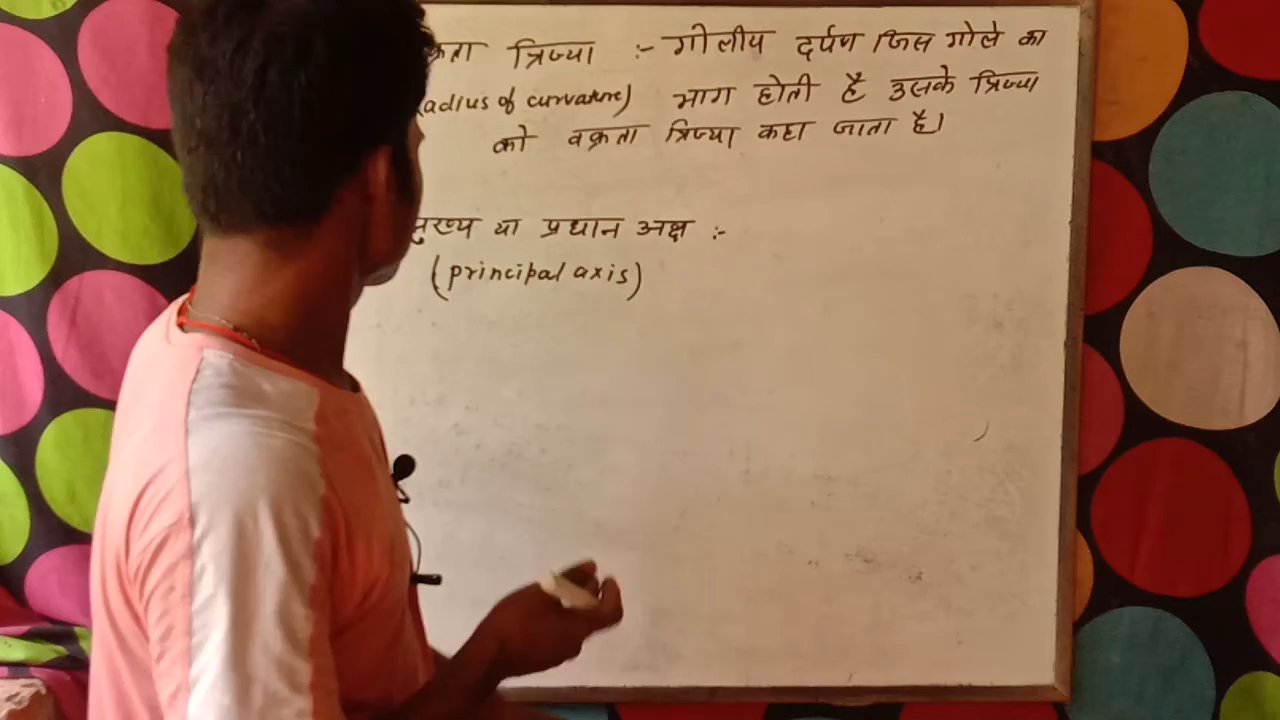 त्रिज्या :- गोलीय दर्पण जिस गोले का
(adius of curvature) भाग होती है उसके त्रिज्या
को वक्रता त्रिज्या कहा जाता है।
मुख्य या प्रधान अक्ष :-
(principal axis)